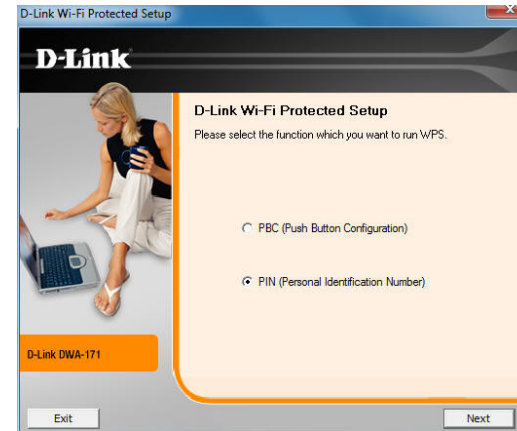 D-Link Wi-Fi Protected Setup
D-Link
D-Link Wi-Fi Protected Setup
Please select the function which you want to run WPS.
PBC (Push Button Configuration)
PIN (Personal Identification Number)
D-Link DWA-171
Exit
Next